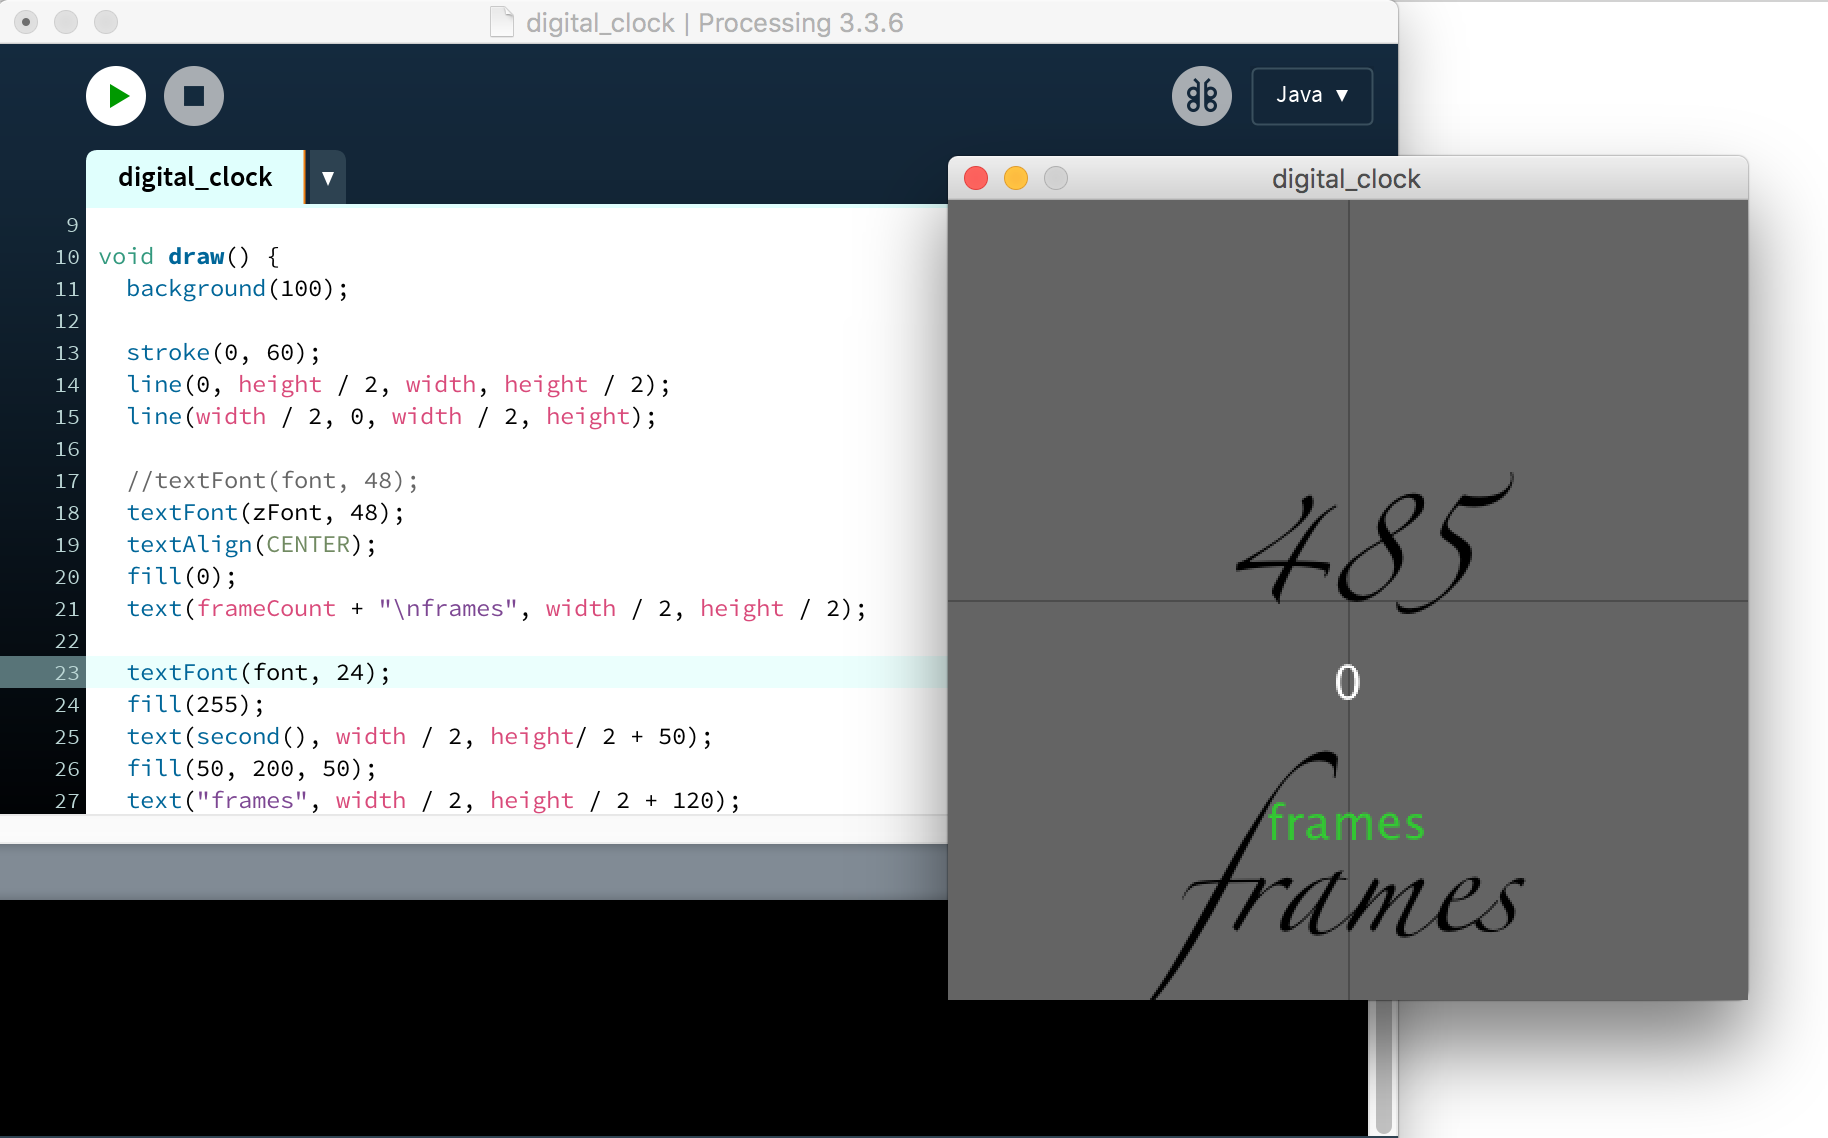 digital_clock | Processing 3.3.6
Java ▼
digital_clock ▼
9
10 void draw() {
11   background(100);
12
13   stroke(0, 60);
14   line(0, height / 2, width, height / 2);
15   line(width / 2, 0, width / 2, height);
16
17   //textFont(font, 48);
18   textFont(zFont, 48);
19   textAlign(CENTER);
20   fill(0);
21   text(frameCount + "\nframes", width / 2, height / 2);
22
23   textFont(font, 24);
24   fill(255);
25   text(second(), width / 2, height/ 2 + 50);
26   fill(50, 200, 50);
27   text("frames", width / 2, height / 2 + 120);
digital_clock
485
0
frames
frames